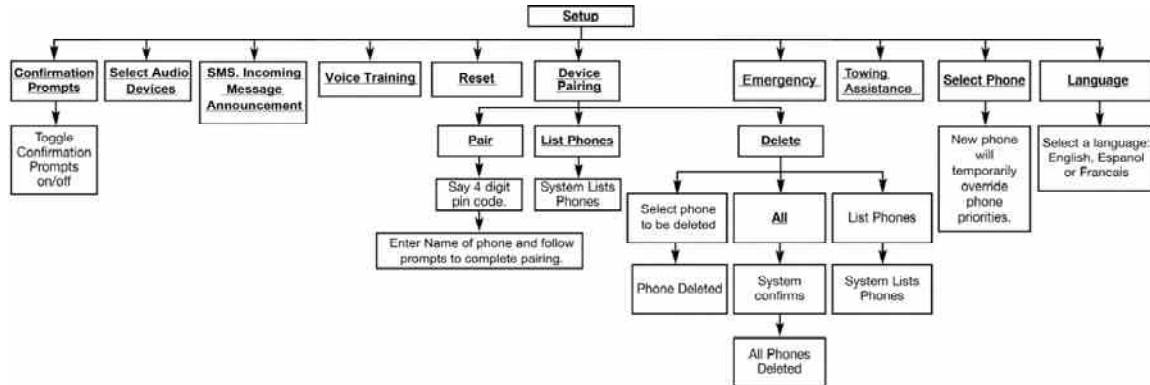 Setup
Confirmation
Prompts
Select Audio
Devices
SMS. Incoming
Message
Announcement
Voice Training
Reset
Device
Pairing
Emergency
Towing
Assistance
Select Phone
Language
Toggle
Confirmation
Prompts
on/off
Pair
List Phones
Delete
New phone
will
temporarily
override
phone
priorities.
Select a language:
English, Espanol
or Francais
Say 4 digit
pin code.
System Lists
Phones
Select phone
to be deleted
All
List Phones
Enter Name of phone and follow
prompts to complete pairing.
Phone Deleted
System
confirms
System Lists
Phones
All Phones
Deleted